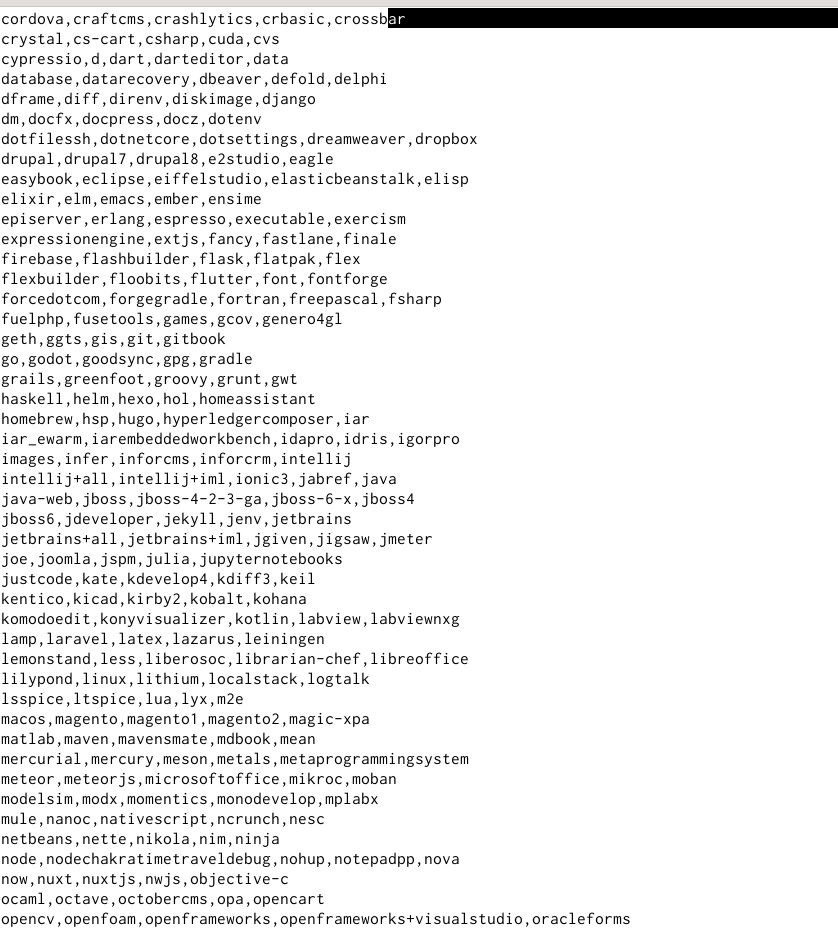 cordova,craftcms,crashlytics,crbasic,crossbar
crystal,cs-cart,csharp,cuda,cvs
cypressio,d,dart,darteditor,data
database,datarecovery,dbeaver,defold,delphi
dframe,diff,direnv,diskimage,django
dm,docfx,docpress,docz,dotenv
dotfilessh,dotnetcore,dotsettings,dreamweaver,dropbox
drupal,drupal7,drupal8,e2studio,eagle
easybook,eclipse,eiffelstudio,elasticbeanstalk,elisp
elixir,elm,emacs,ember,ensime
episerver,erlang,espresso,executable,exercism
expressionengine,extjs,fancy,fastlane,finale
firebase,flashbuilder,flask,flatpak,flex
flexbuilder,floobits,flutter,font,fontforge
forcedotcom,forgegradle,fortran,freepascal,fsharp
fuelphp,fusetools,games,gcov,genero4gl
geth,ggts,gis,git,gitbook
go,godot,goodsync,gpg,gradle
grails,greenfoot,groovy,grunt,gwt
haskell,helm,hexo,hol,homeassistant
homebrew,hsp,hugo,hyperledgercomposer,iar
iar_ewarm,iarembeddedworkbench,idapro,idris,igorpro
images,infer,inforcms,inforcrm,intellij
intellij+all,intellij+iml,ionic3,jabref,java
java-web,jboss,jboss-4-2-3-ga,jboss-6-x,jboss4
jboss6,jdeveloper,jekyll,jenv,jetbrains
jetbrains+all,jetbrains+iml,jgiven,jigsaw,jmeter
joe,joomla,jspm,julia,jupyternotebooks
justcode,kate,kdevelop4,kdiff3,keil
kentico,kicad,kirby2,kobalt,kohana
komodoedit,konyvisualizer,kotlin,labview,labviewnxg
lamp,laravel,latex,lazarus,leiningen
lemonstand,less,liberosoc,librarian-chef,libreoffice
lilypond,linux,lithium,localstack,logtalk
lsspice,ltspice,lua,lyx,m2e
macos,magento,magento1,magento2,magic-xpa
matlab,maven,mavensmate,mdbook,mean
mercurial,mercury,meson,metals,metaprogrammingsystem
meteor,meteorjs,microsoftoffice,mikroc,moban
modelsim,modx,momentics,monodevelop,mplabx
mule,nanoc,nativescript,ncrunch,nesc
netbeans,nette,nikola,nim,ninja
node,nodechakratimetraveldebug,nohup,notepadpp,nova
now,nuxt,nuxtjs,nwjs,objective-c
ocaml,octave,octobercms,opa,opencart
opencv,openfoam,openframeworks,openframeworks+visualstudio,oracleforms